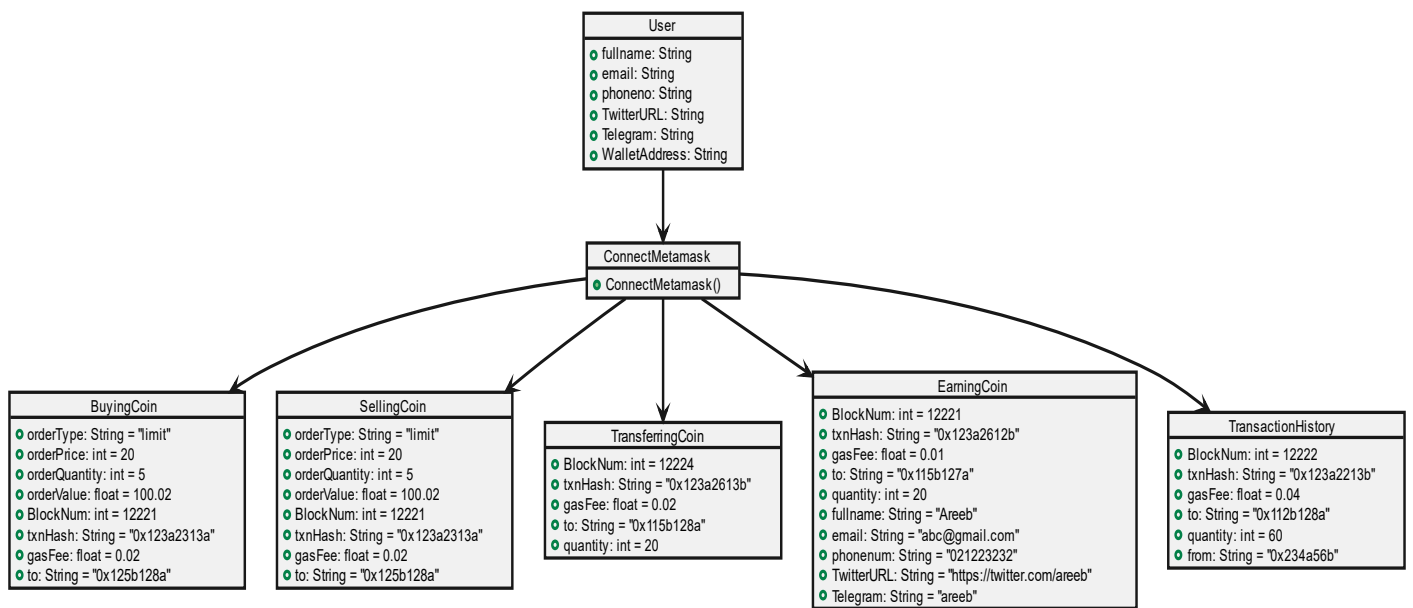 User
fullname: String
email: String
phoneno: String
TwitterURL: String
Telegram: String
WalletAddress: String
ConnectMetamask
ConnectMetamask()
BuyingCoin
orderType: String = "limit"
orderPrice: int = 20
orderQuantity: int = 5
orderValue: float = 100.02
BlockNum: int = 12221
txnHash: String = "0x123a2313a"
gasFee: float = 0.02
to: String = "0x125b128a"
SellingCoin
orderType: String = "limit"
orderPrice: int = 20
orderQuantity: int = 5
orderValue: float = 100.02
BlockNum: int = 12221
txnHash: String = "0x123a2313a"
gasFee: float = 0.02
to: String = "0x125b128a"
TransferringCoin
BlockNum: int = 12224
txnHash: String = "0x123a2613b"
gasFee: float = 0.02
to: String = "0x115b128a"
quantity: int = 20
EarningCoin
BlockNum: int = 12221
txnHash: String = "0x123a2612b"
gasFee: float = 0.01
to: String = "0x115b127a"
quantity: int = 20
fullname: String = "Areeb"
email: String = "abc@gmail.com"
phonenum: String = "021223232"
TwitterURL: String = "https://twitter.com/areeb"
Telegram: String = "areeb"
TransactionHistory
BlockNum: int = 12222
txnHash: String = "0x123a2213b"
gasFee: float = 0.04
to: String = "0x112b128a"
quantity: int = 60
from: String = "0x234a56b"